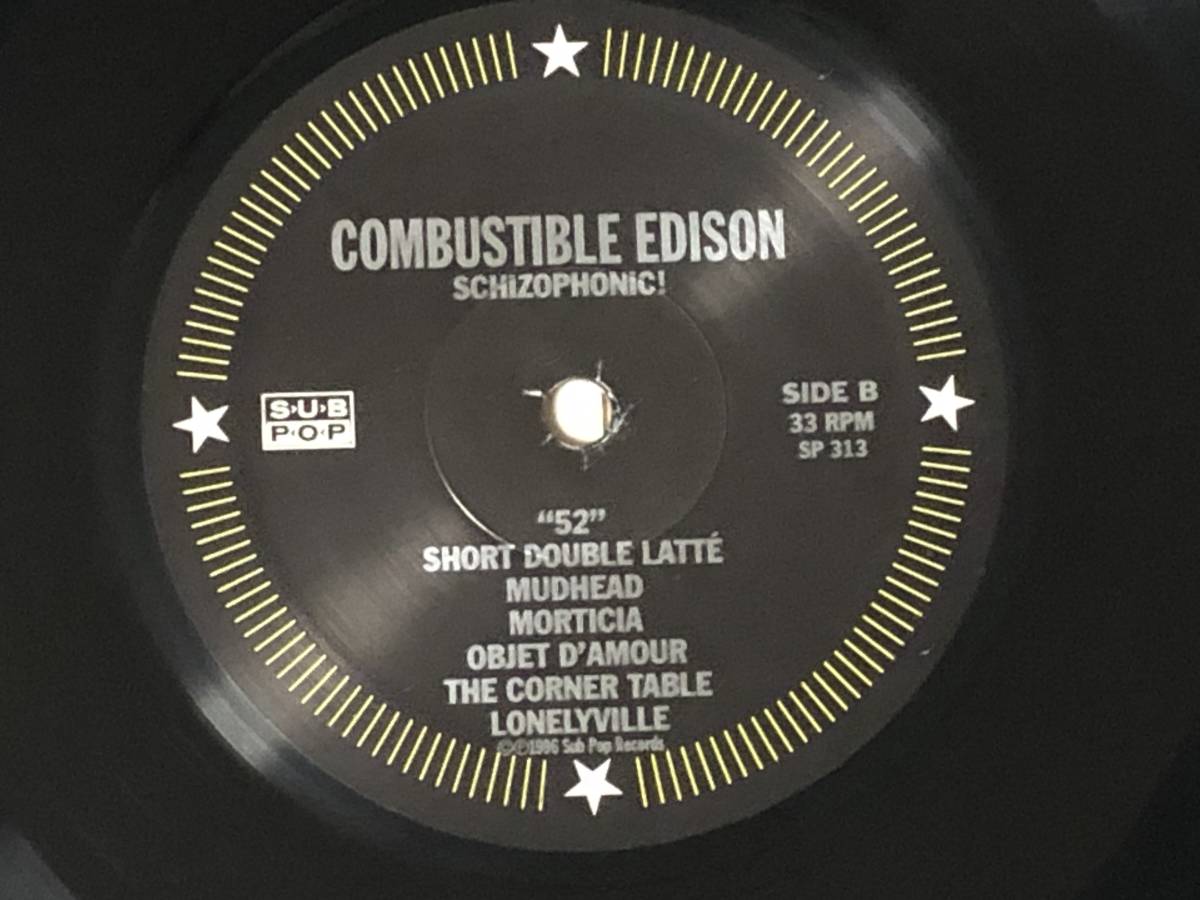 COMBUSTIBLE EDISON
SCHiZOPHONiC!
S·U·B
P·O·P
SIDE B
33 RPM
SP 313
“52”
SHORT DOUBLE LATTÉ
MUDHEAD
MORTICIA
OBJET D’AMOUR
THE CORNER TABLE
LONELYVILLE
©℗1996 Sub Pop Records